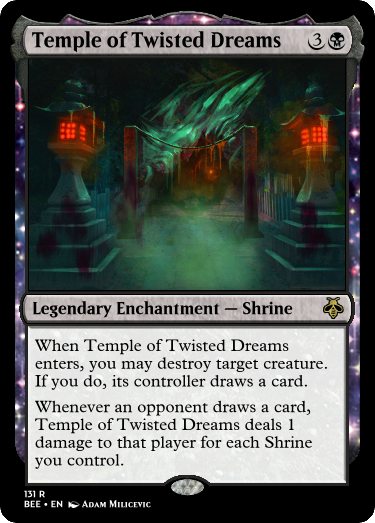 Temple of Twisted Dreams 3
Legendary Enchantment — Shrine
When Temple of Twisted Dreams
enters, you may destroy target creature.
If you do, its controller draws a card.
Whenever an opponent draws a card,
Temple of Twisted Dreams deals 1
damage to that player for each Shrine
you control.
131 R
BEE • EN Adam Milicevic